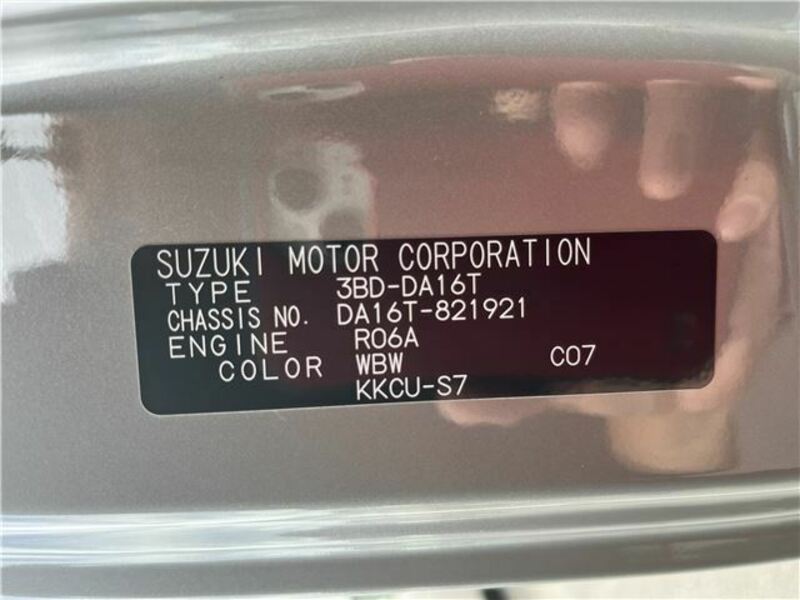 SUZUKI MOTOR CORPORATION
TYPE 3BD-DA16T
CHASSIS NO. DA16T-821921
ENGINE R06A
COLOR WBW C07
KKCU-S7